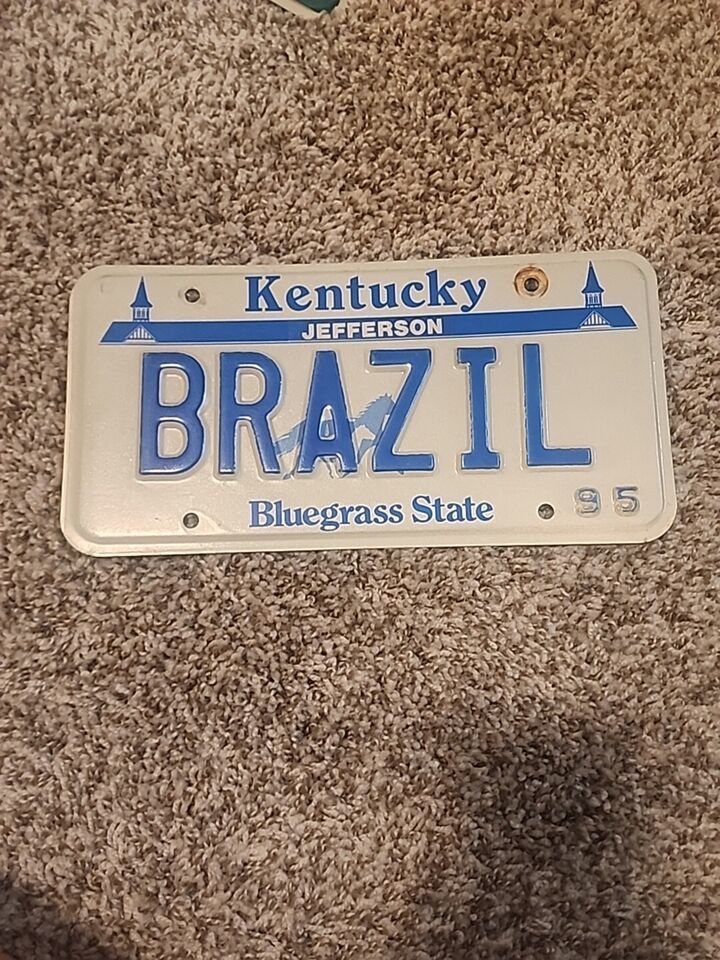 Kentucky
JEFFERSON
BRAZIL
Bluegrass State
95